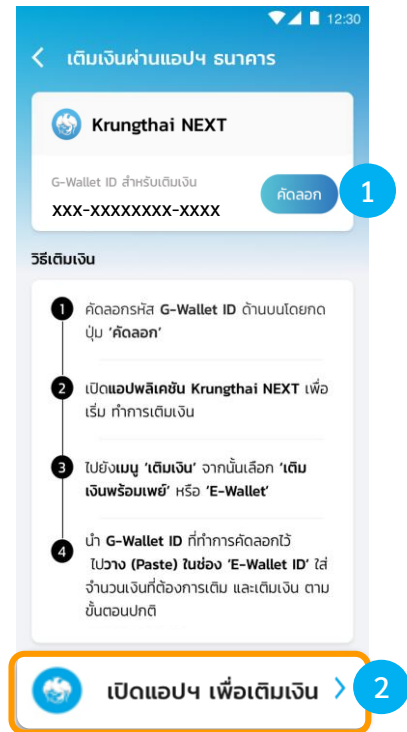 12:30
เติมเงินผ่านแอปฯ ธนาคาร
Krungthai NEXT
G-Wallet ID สำหรับเติมเงิน
XXX-XXXXXXXX-XXXX
คัดลอก
1
วิธีเติมเงิน
1 คัดลอกรหัส G-Wallet ID ด้านบนโดยกด
ปุ่ม ‘คัดลอก’
2 เปิดแอปพลิเคชัน Krungthai NEXT เพื่อ
เริ่ม ทำการเติมเงิน
3 ไปยังเมนู ‘เติมเงิน’ จากนั้นเลือก ‘เติม
เงินพร้อมเพย์’ หรือ ‘E-Wallet’
4 นำ G-Wallet ID ที่ทำการคัดลอกไว้
ไปวาง (Paste) ในช่อง ‘E-Wallet ID’ ใส่
จำนวนเงินที่ต้องการเติม และเติมเงิน ตาม
ขั้นตอนปกติ
เปิดแอปฯ เพื่อเติมเงิน
2